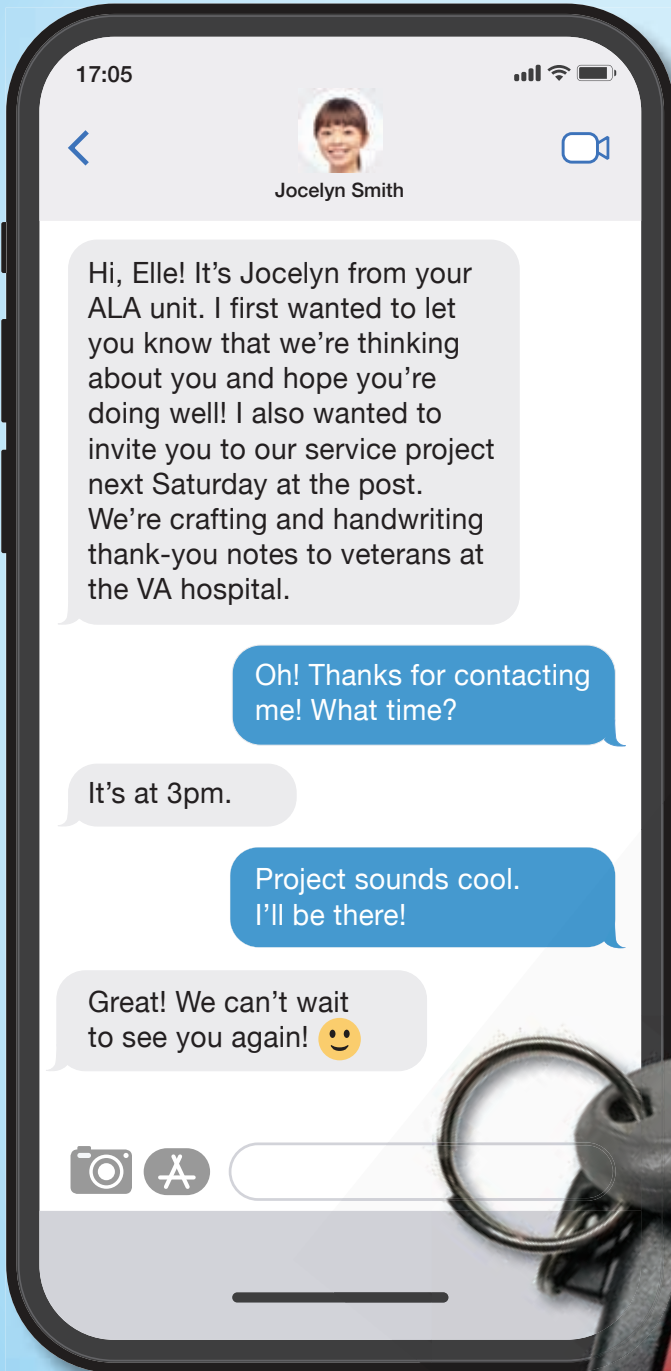 17:05
Jocelyn Smith
Hi, Elle! It’s Jocelyn from your
ALA unit. I first wanted to let
you know that we’re thinking
about you and hope you’re
doing well! I also wanted to
invite you to our service project
next Saturday at the post.
We’re crafting and handwriting
thank-you notes to veterans at
the VA hospital.
Oh! Thanks for contacting
me! What time?
It’s at 3pm.
Project sounds cool.
I’ll be there!
Great! We can’t wait
to see you again! 🙂